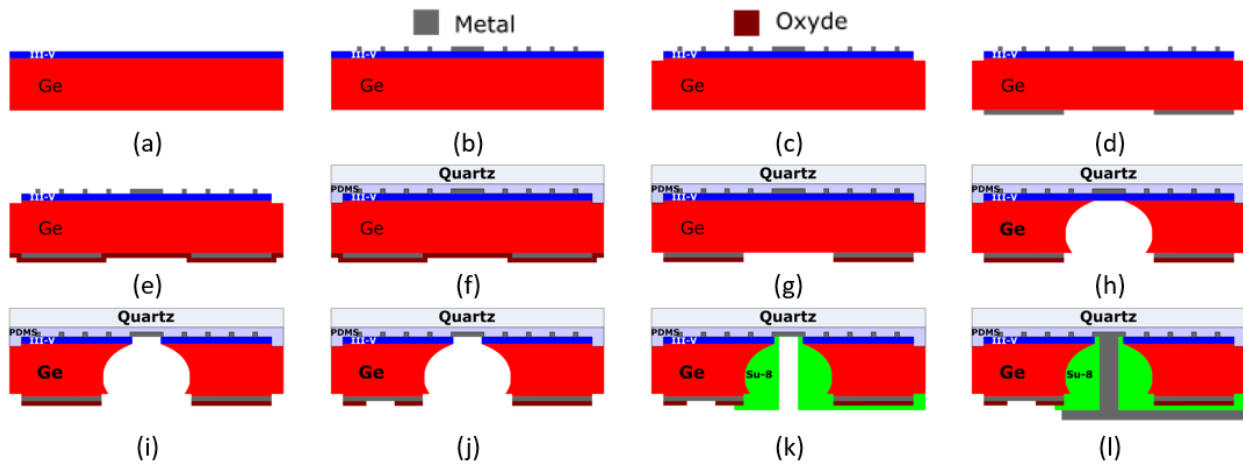 Metal Oxyde
III-V III-V III-V III-V
Ge Ge Ge Ge
(a) (b) (c) (d)
Quartz Quartz Quartz
PDMS PDMS PDMS
III-V III-V III-V III-V
Ge Ge Ge Ge
(e) (f) (g) (h)
Quartz Quartz Quartz Quartz
PDMS PDMS PDMS PDMS
III-V III-V III-V III-V
Ge Ge Ge Su-8 Ge Su-8
(i) (j) (k) (l)